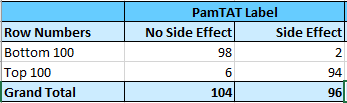 PamTAT Label
Row Numbers No Side Effect Side Effect
Bottom 100 98 2
Top 100 6 94
Grand Total 104 96